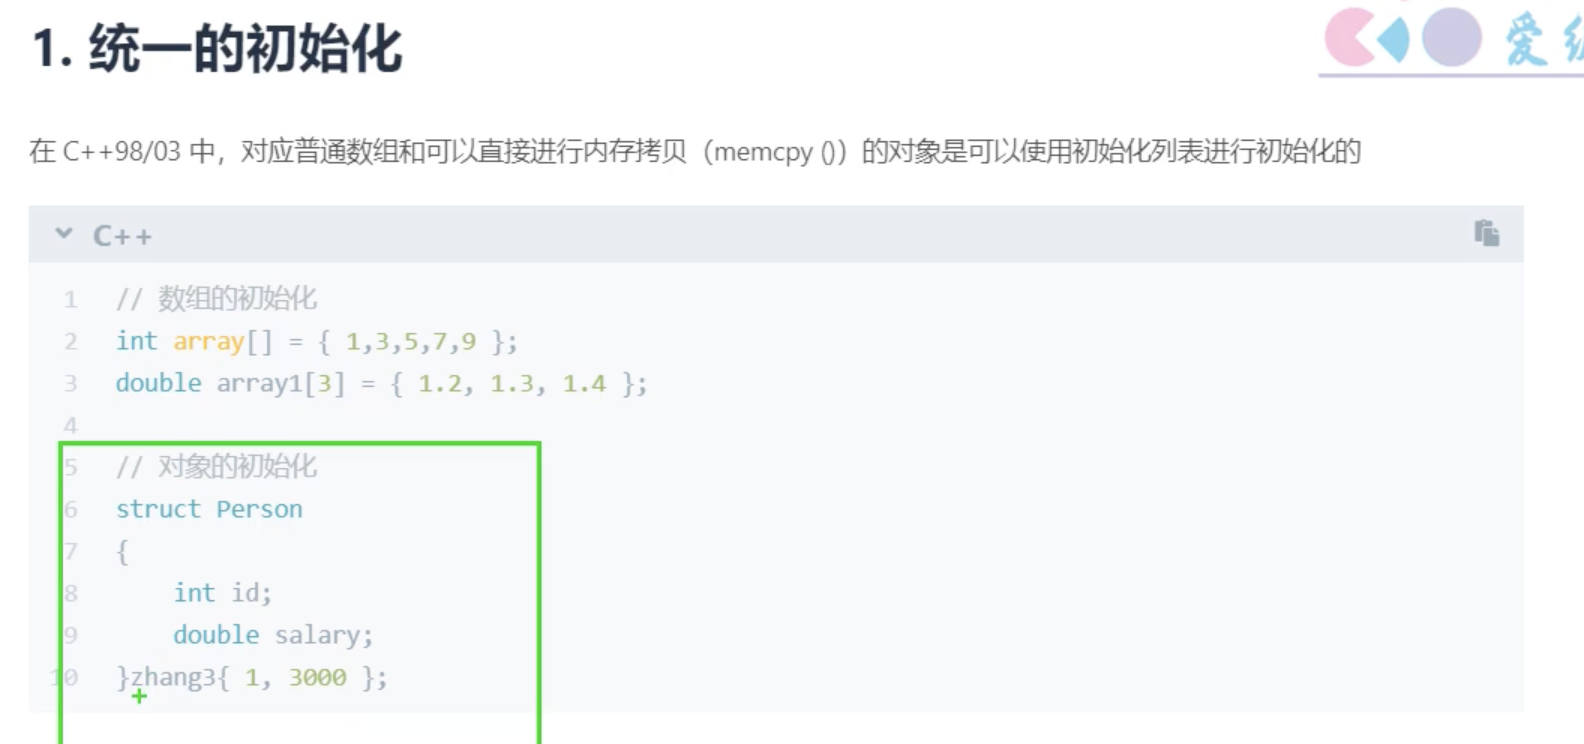 1. 统一的初始化
爱
在 C++98/03 中，对应普通数组和可以直接进行内存拷贝（memcpy ()）的对象是可以使用初始化列表进行初始化的
C++
1 // 数组的初始化
2 int array[] = { 1,3,5,7,9 };
3 double array1[3] = { 1.2, 1.3, 1.4 };
4
5 // 对象的初始化
6 struct Person
7 {
8 int id;
9 double salary;
10 }zhang3{ 1, 3000 };